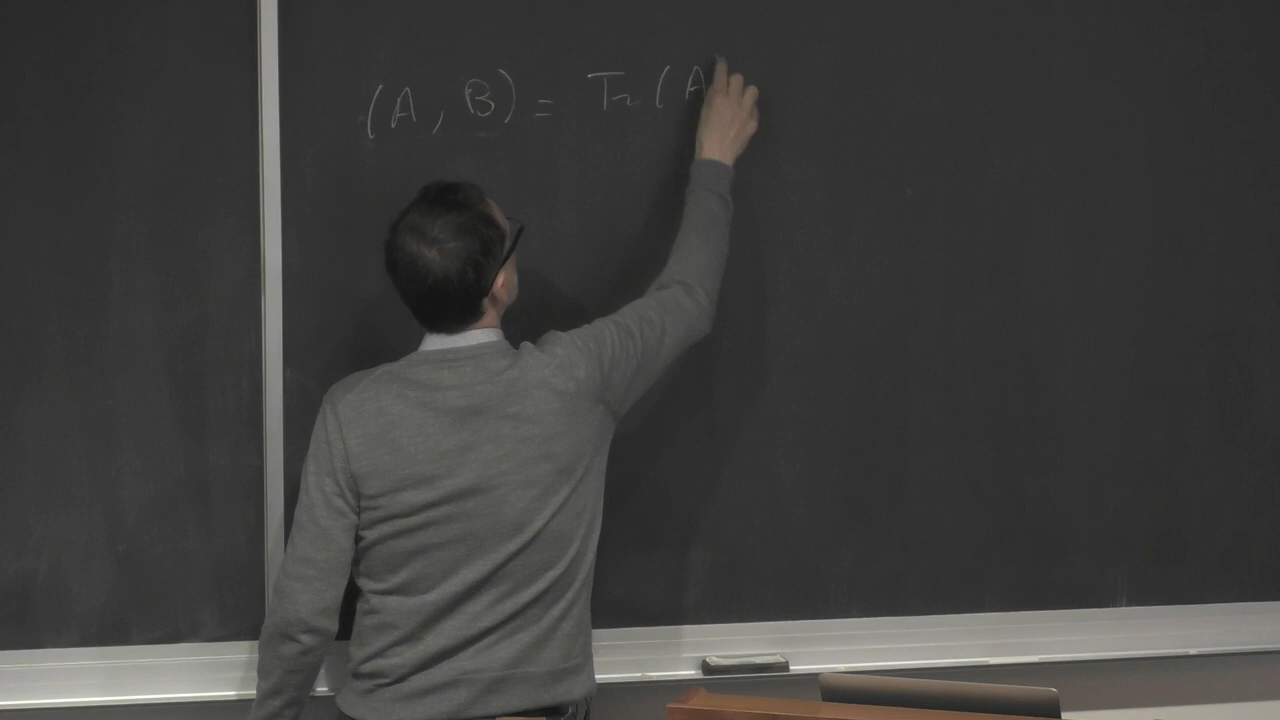 (A, B) = Tr (A